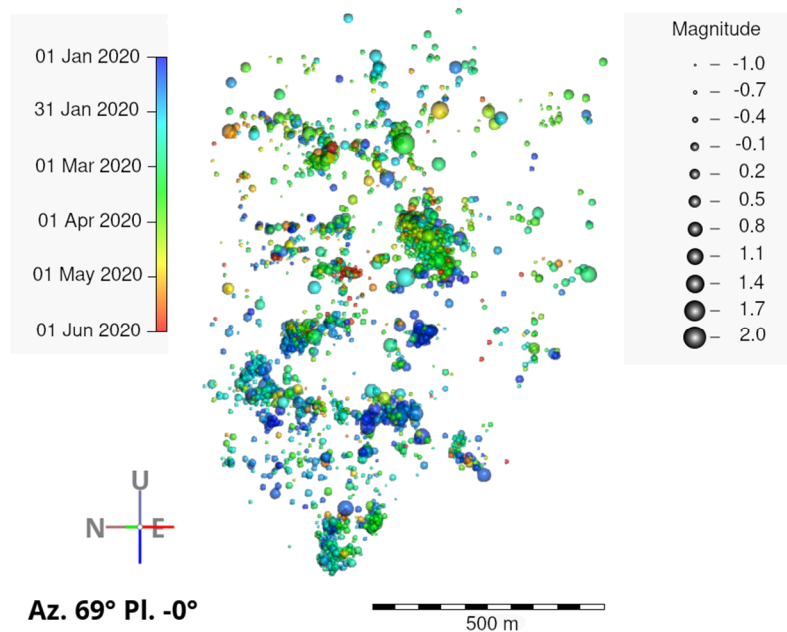 01 Jan 2020
31 Jan 2020
01 Mar 2020
01 Apr 2020
01 May 2020
01 Jun 2020
Magnitude
-1.0
-0.7
-0.4
-0.1
0.2
0.5
0.8
1.1
1.4
1.7
2.0
U
N E
Az. 69° Pl. -0°
500 m